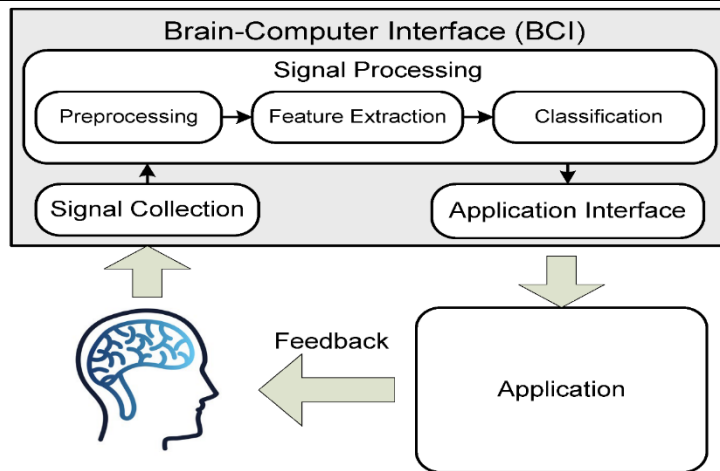 Brain-Computer Interface (BCI)
Signal Processing
Preprocessing
Feature Extraction
Classification
Signal Collection
Application Interface
Feedback
Application